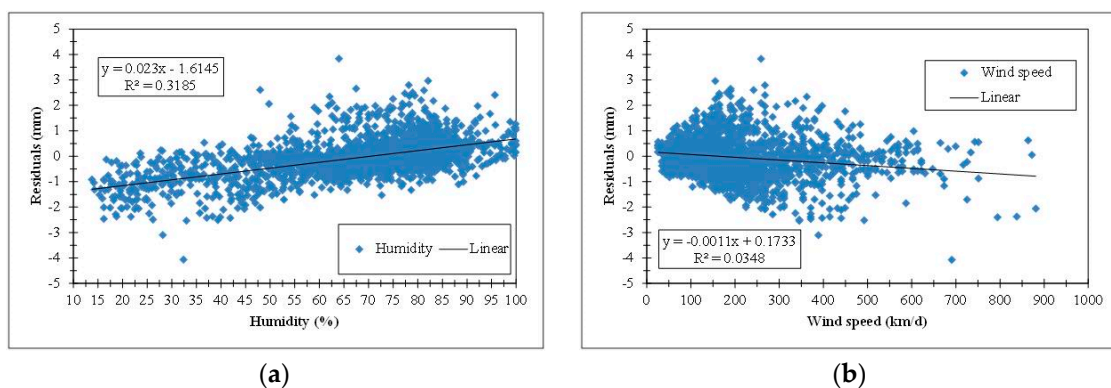 5
4
3
2
1
0
-1
-2
-3
-4
-5
Residuals (mm)
y = 0.023x - 1.6145
R² = 0.3185
Humidity
Linear
10 15 20 25 30 35 40 45 50 55 60 65 70 75 80 85 90 95 100
Humidity (%)
(a)
5
4
3
2
1
0
-1
-2
-3
-4
-5
Residuals (mm)
Wind speed
Linear
y = -0.0011x + 0.1733
R² = 0.0348
0 100 200 300 400 500 600 700 800 900 1000
Wind speed (km/d)
(b)